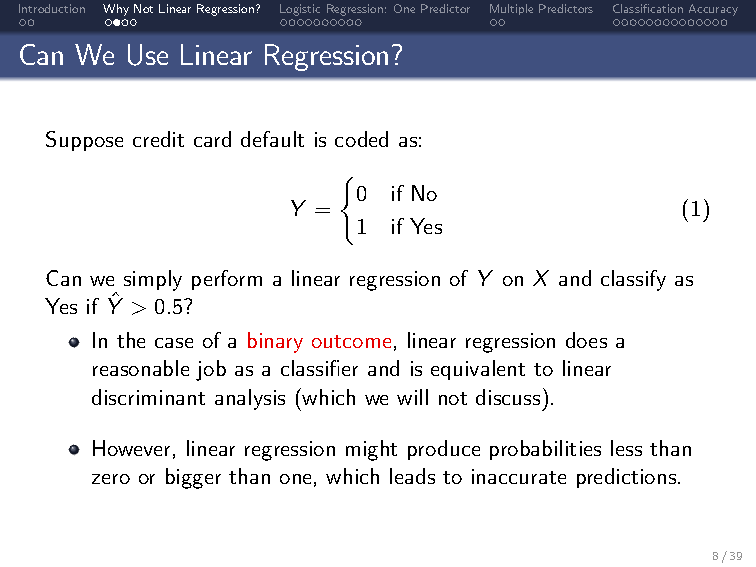 Introduction Why Not Linear Regression? Logistic Regression: One Predictor Multiple Predictors Classification Accuracy
Can We Use Linear Regression?
Suppose credit card default is coded as:
Y = { 0 if No
1 if Yes
(1)
Can we simply perform a linear regression of Y on X and classify as
Yes if Ŷ > 0.5?
In the case of a binary outcome, linear regression does a
reasonable job as a classifier and is equivalent to linear
discriminant analysis (which we will not discuss).
However, linear regression might produce probabilities less than
zero or bigger than one, which leads to inaccurate predictions.
8 / 39